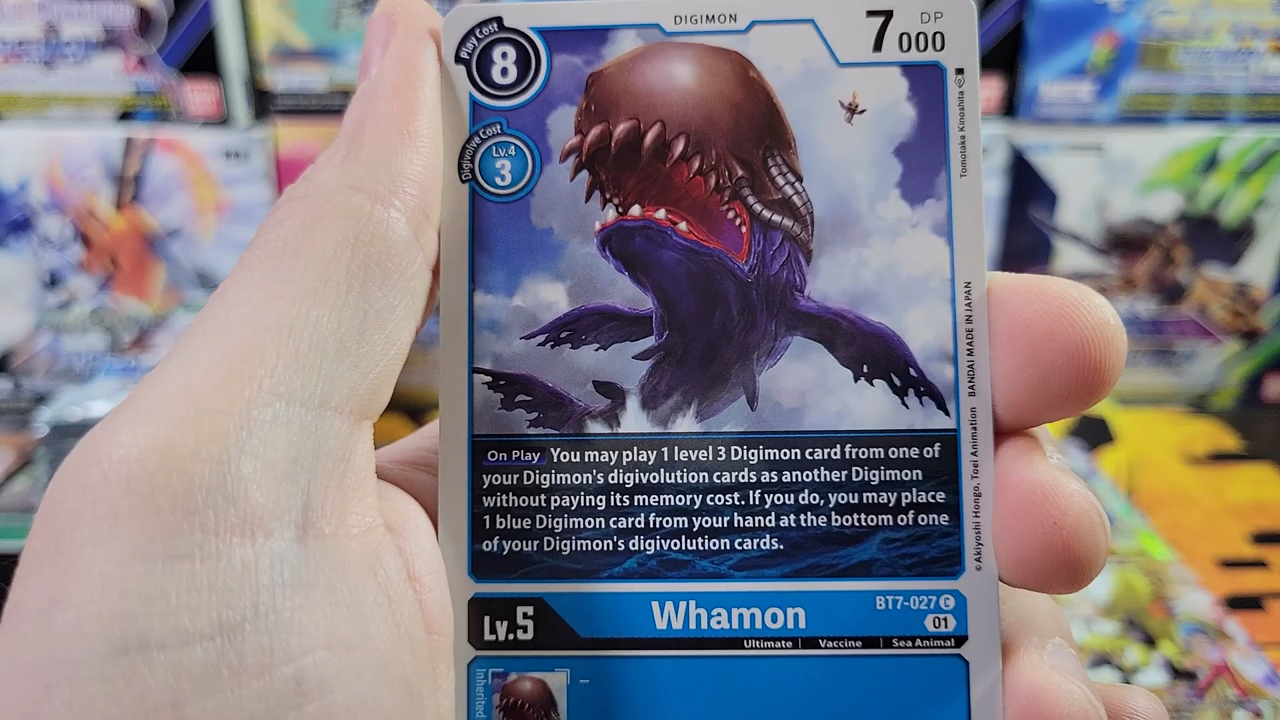 DIGIMON
Play Cost
8
7000
DP
Digivolve Cost
Lv.4
3
Tomotake Kinoshita
BANDAI MADE IN JAPAN
©Akiyoshi Hongo, Toei Animation
On Play You may play 1 level 3 Digimon card from one of
your Digimon's digivolution cards as another Digimon
without paying its memory cost. If you do, you may place
1 blue Digimon card from your hand at the bottom of one
of your Digimon's digivolution cards.
Lv.5
Whamon
BT7-027 C
01
Ultimate | Vaccine | Sea Animal
Inherited
–